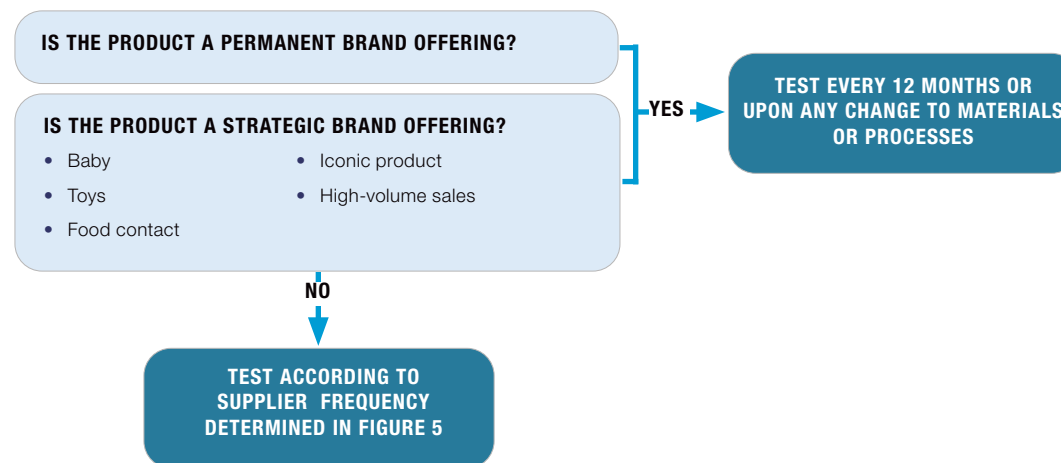 IS THE PRODUCT A PERMANENT BRAND OFFERING?
IS THE PRODUCT A STRATEGIC BRAND OFFERING?
• Baby
• Toys
• Food contact
• Iconic product
• High-volume sales
YES
TEST EVERY 12 MONTHS OR
UPON ANY CHANGE TO MATERIALS
OR PROCESSES
NO
TEST ACCORDING TO
SUPPLIER FREQUENCY
DETERMINED IN FIGURE 5